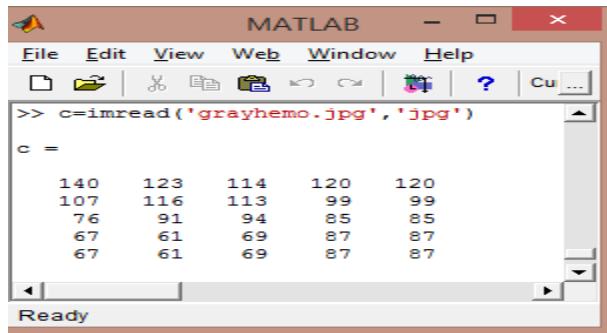 MATLAB
File Edit View Web Window Help
? Cu ...
>> c=imread('grayhemo.jpg','jpg')
c =
140 123 114 120 120
107 116 113 99 99
76 91 94 85 85
67 61 69 87 87
67 61 69 87 87
Ready